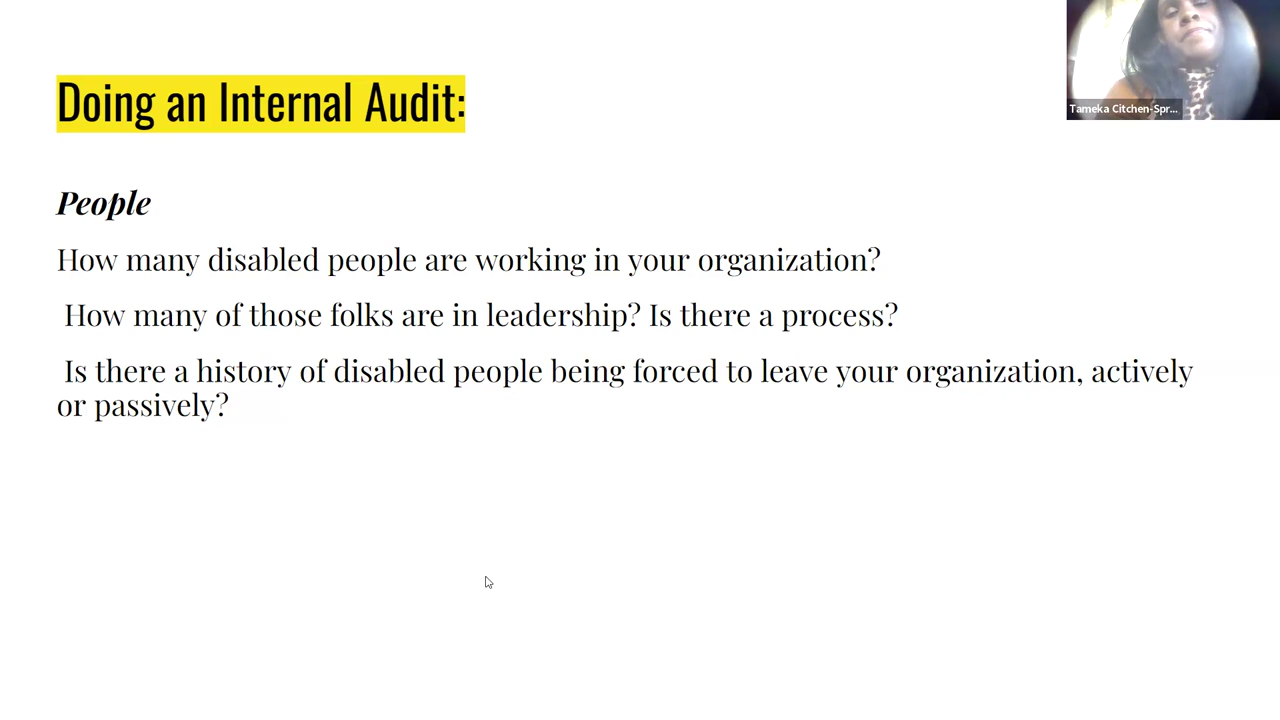 Doing an Internal Audit:
Tameka Citchen-Spr...
People
How many disabled people are working in your organization?
How many of those folks are in leadership? Is there a process?
Is there a history of disabled people being forced to leave your organization, actively
or passively?